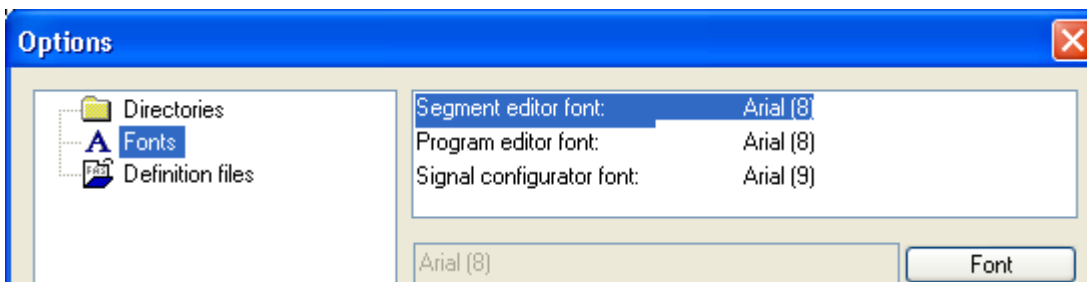 Options
Directories
Fonts
Definition files
Segment editor font: Arial (8)
Program editor font: Arial (8)
Signal configurator font: Arial (9)
Arial (8)
Font